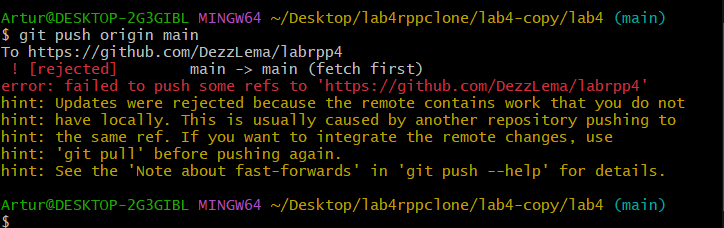 Artur@DESKTOP-2G3GIBL MINGW64 ~/Desktop/lab4rppclone/lab4-copy/lab4 (main)
$ git push origin main
To https://github.com/DezzLema/labrpp4
 ! [rejected]        main -> main (fetch first)
error: failed to push some refs to 'https://github.com/DezzLema/labrpp4'
hint: Updates were rejected because the remote contains work that you do not
hint: have locally. This is usually caused by another repository pushing to
hint: the same ref. If you want to integrate the remote changes, use
hint: 'git pull' before pushing again.
hint: See the 'Note about fast-forwards' in 'git push --help' for details.
Artur@DESKTOP-2G3GIBL MINGW64 ~/Desktop/lab4rppclone/lab4-copy/lab4 (main)
$